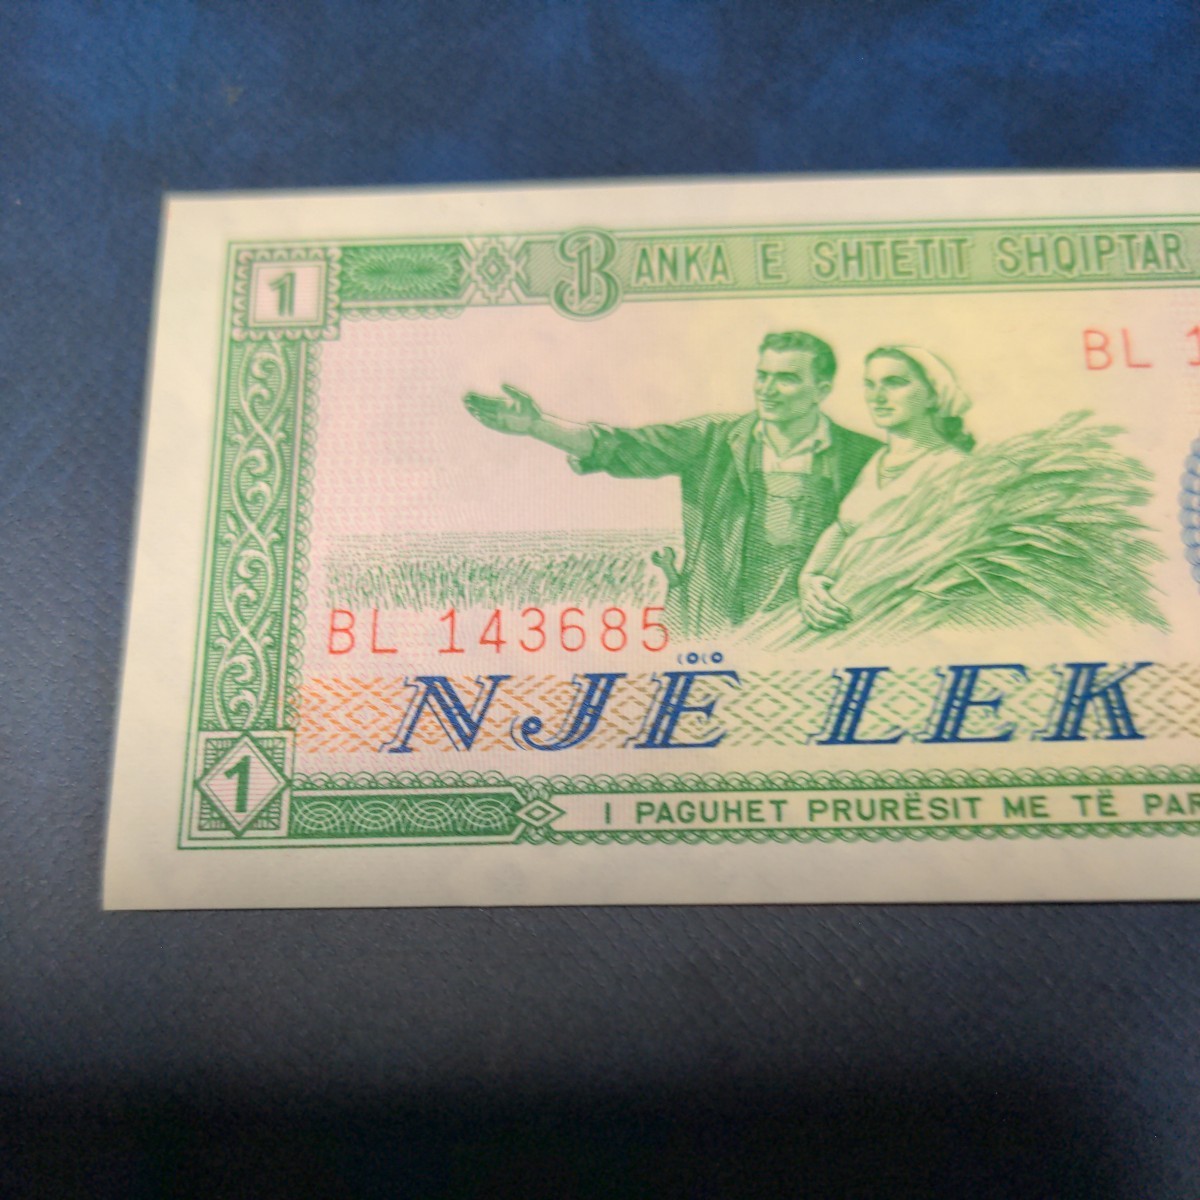 1
BANKA E SHTETIT SHQIPTAR
BL 1
BL 143685
NJË LEK
1
I PAGUHET PRURËSIT ME TË PAR